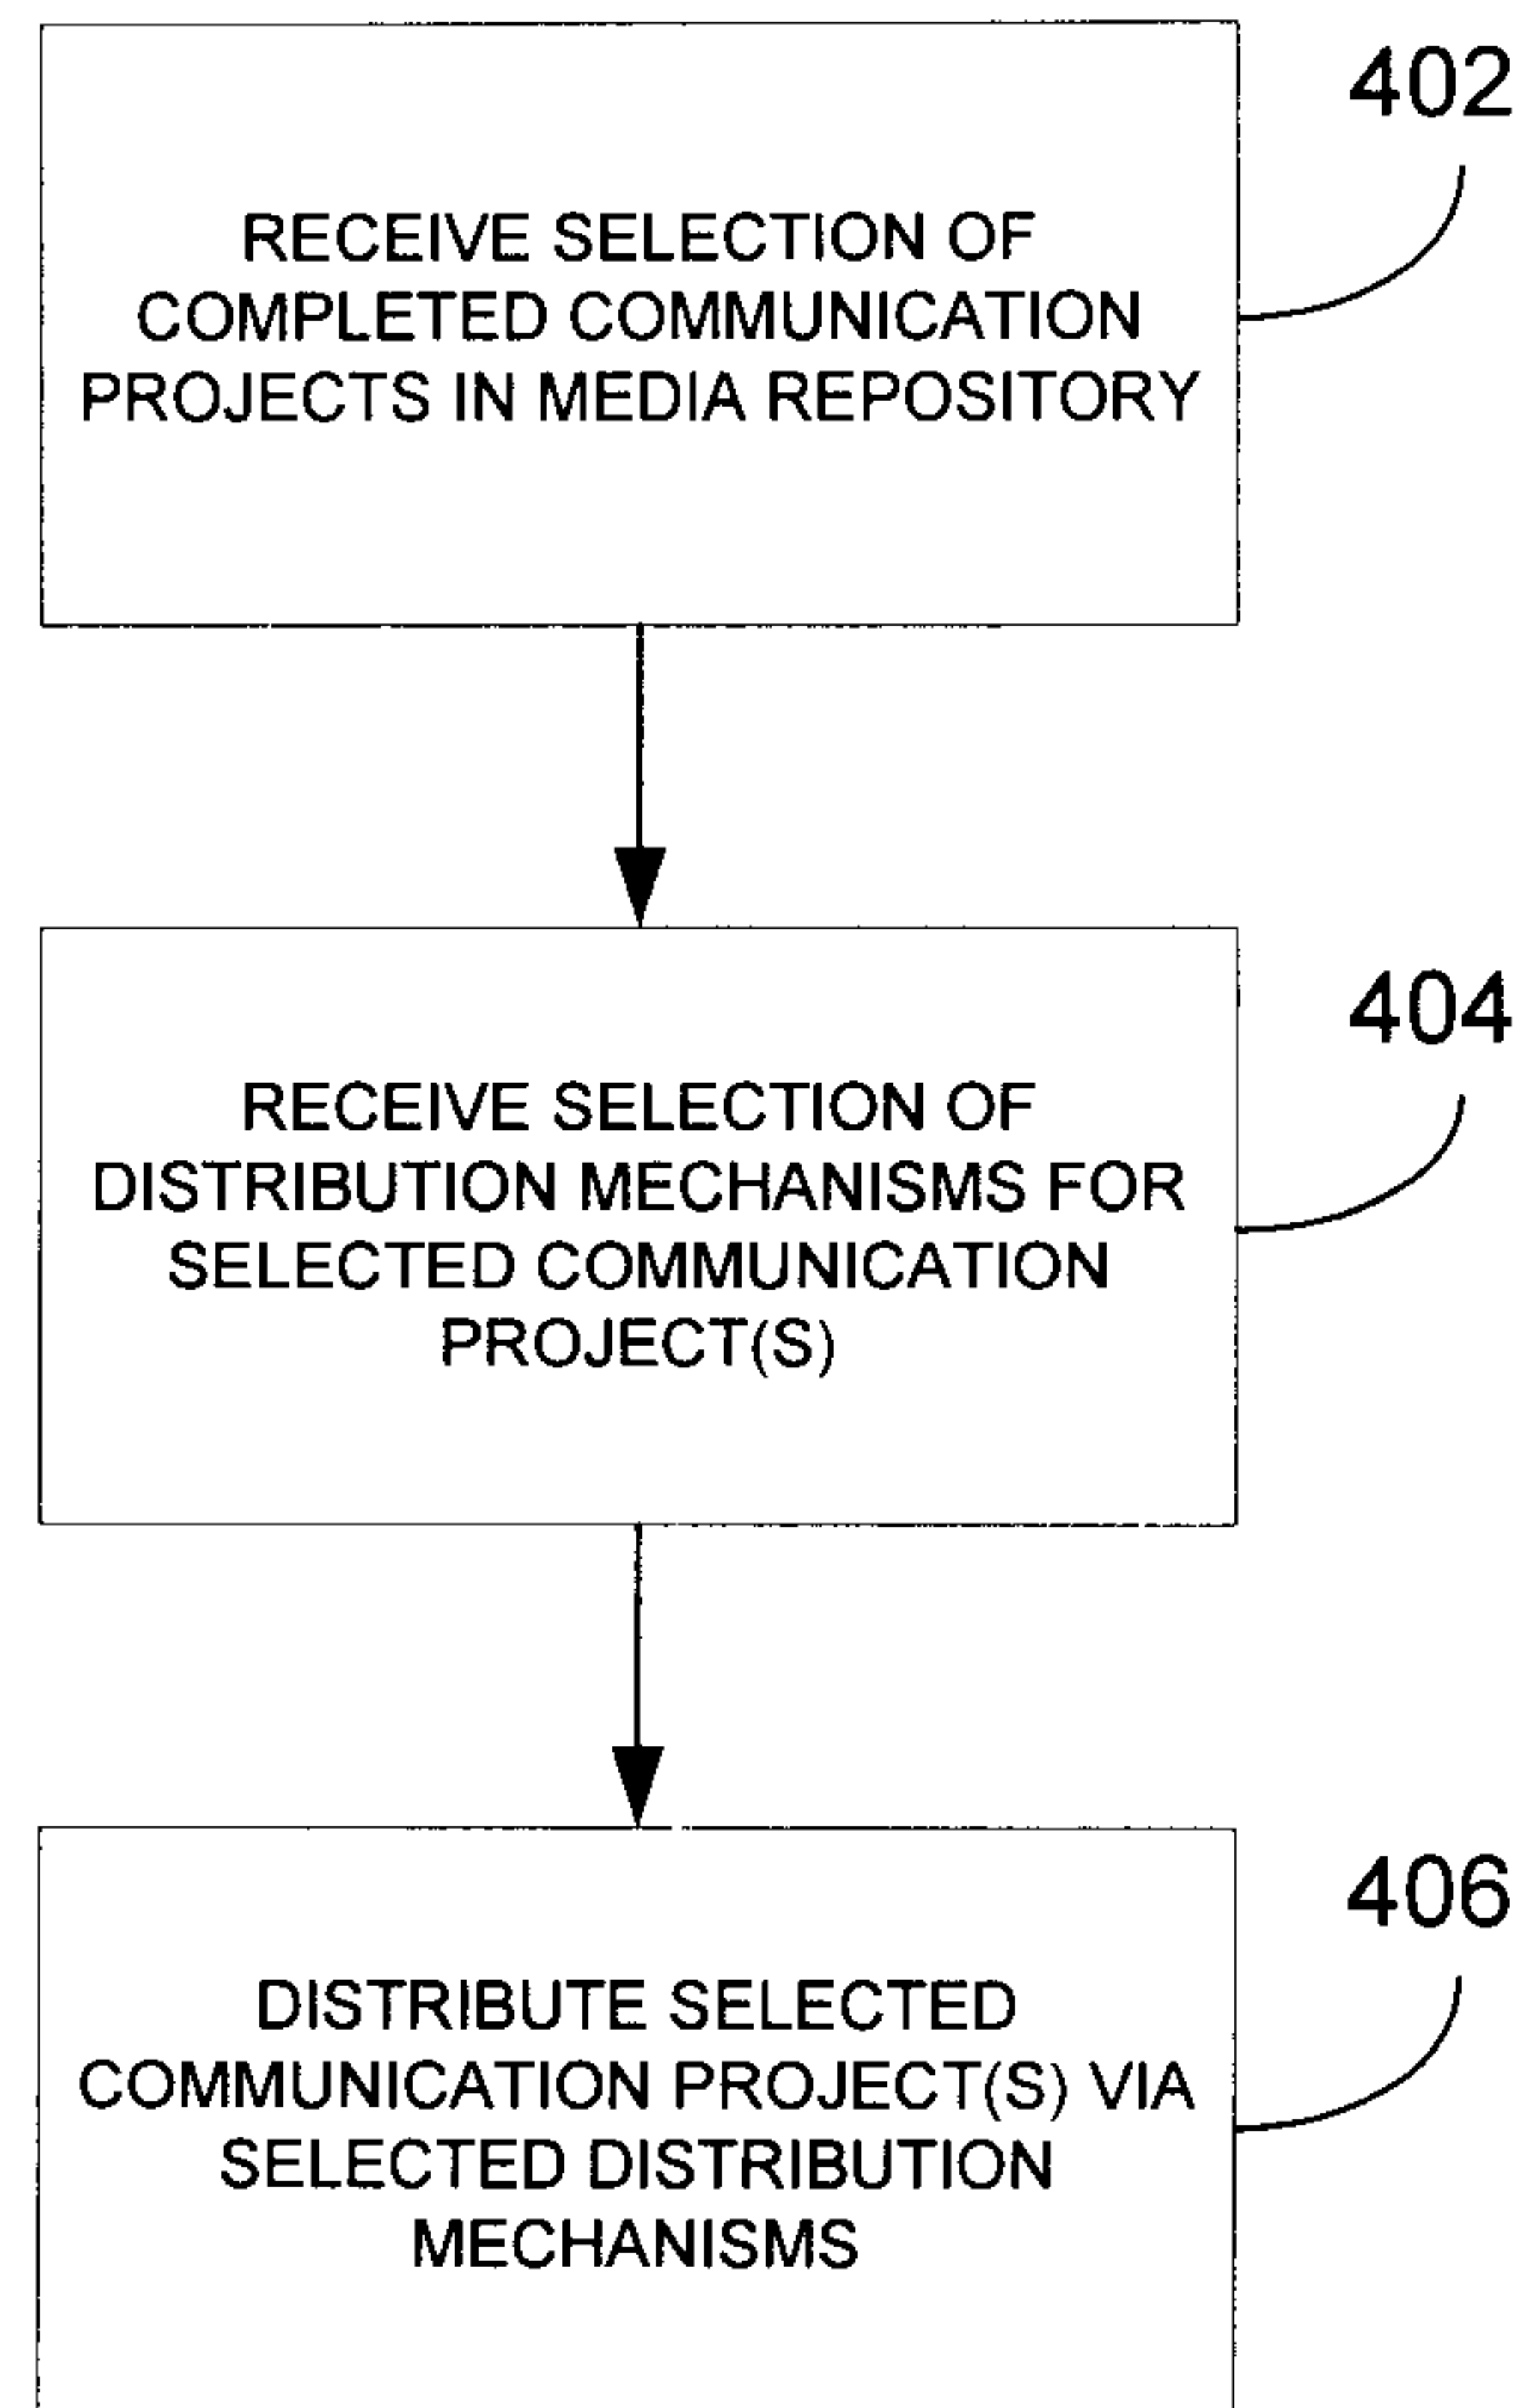 402
RECEIVE SELECTION OF
COMPLETED COMMUNICATION
PROJECTS IN MEDIA REPOSITORY
404
RECEIVE SELECTION OF
DISTRIBUTION MECHANISMS FOR
SELECTED COMMUNICATION
PROJECT(S)
406
DISTRIBUTE SELECTED
COMMUNICATION PROJECT(S) VIA
SELECTED DISTRIBUTION
MECHANISMS